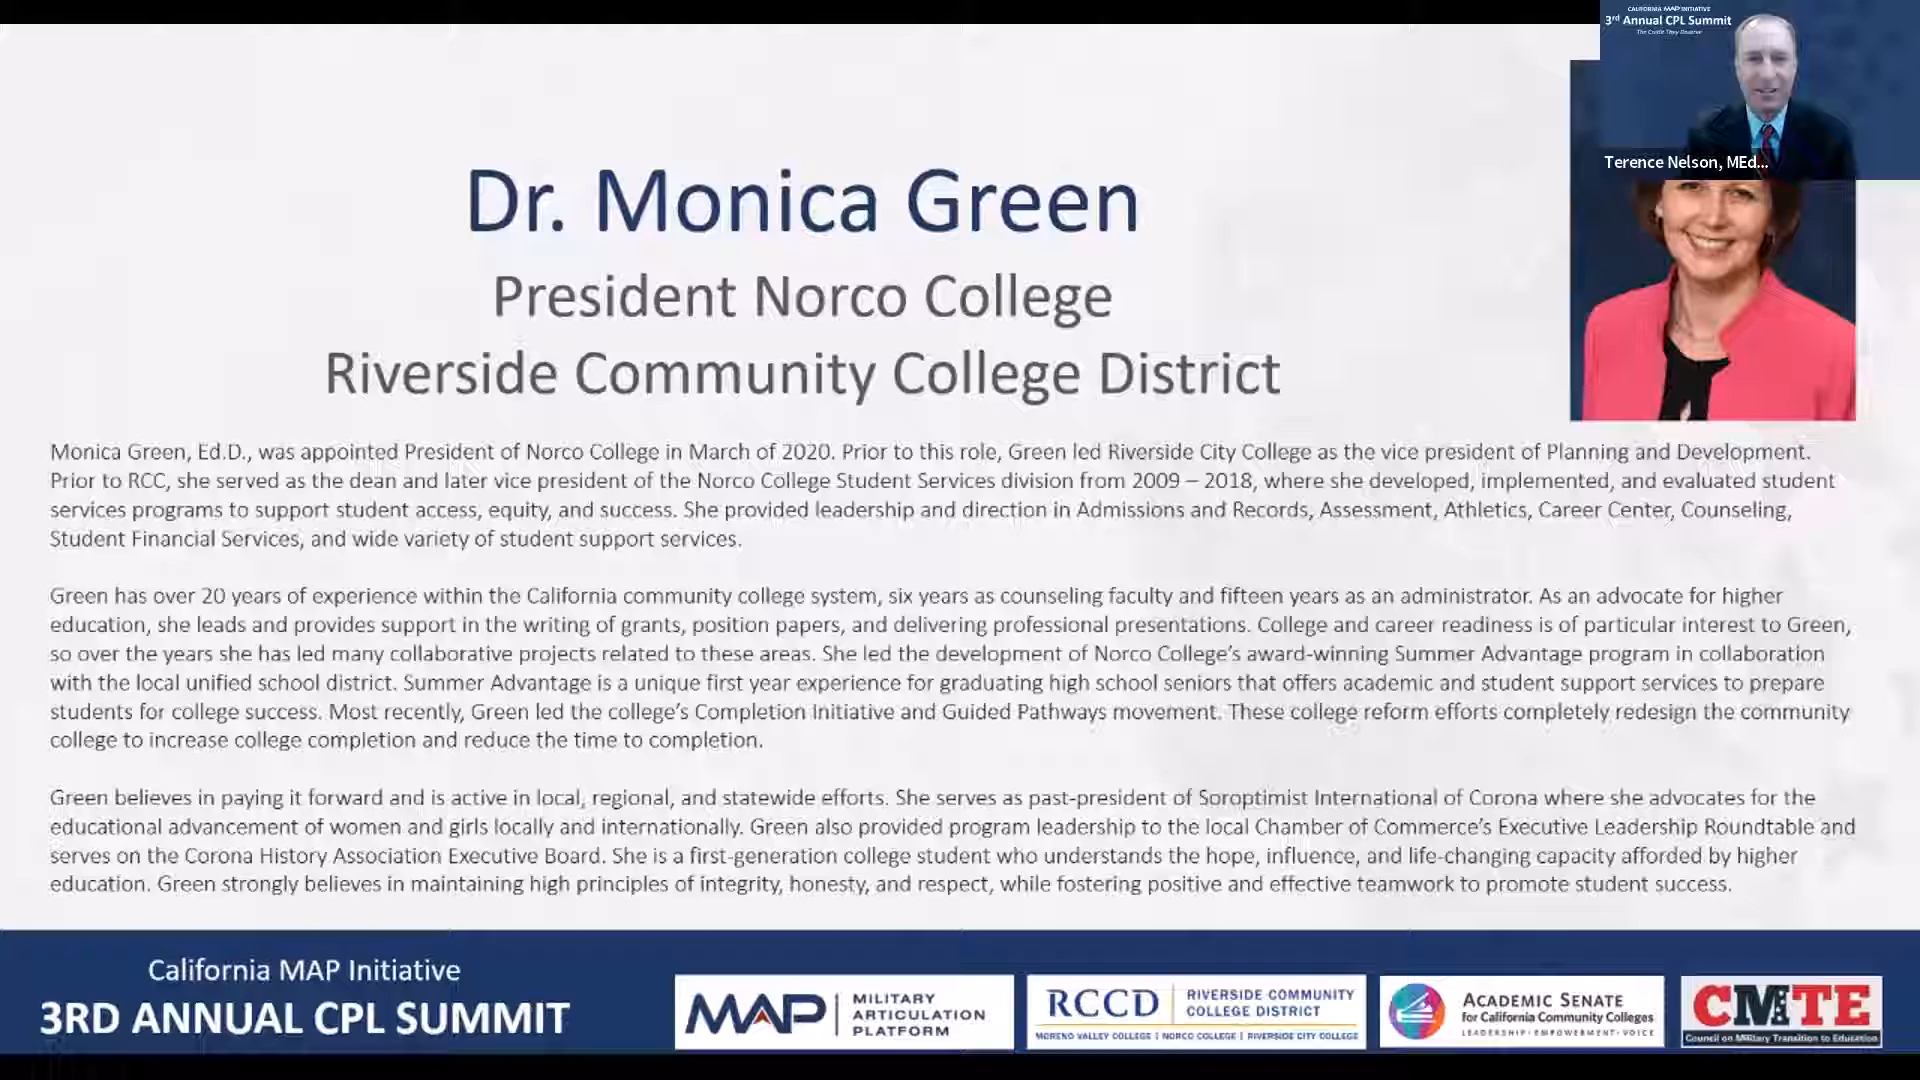 CALIFORNIA MAP INITIATIVE
3rd Annual CPL Summit
The Credit They Deserve
Terence Nelson, MEd...
Dr. Monica Green
President Norco College
Riverside Community College District
Monica Green, Ed.D., was appointed President of Norco College in March of 2020. Prior to this role, Green led Riverside City College as the vice president of Planning and Development.
Prior to RCC, she served as the dean and later vice president of the Norco College Student Services division from 2009 – 2018, where she developed, implemented, and evaluated student
services programs to support student access, equity, and success. She provided leadership and direction in Admissions and Records, Assessment, Athletics, Career Center, Counseling,
Student Financial Services, and wide variety of student support services.
Green has over 20 years of experience within the California community college system, six years as counseling faculty and fifteen years as an administrator. As an advocate for higher
education, she leads and provides support in the writing of grants, position papers, and delivering professional presentations. College and career readiness is of particular interest to Green,
so over the years she has led many collaborative projects related to these areas. She led the development of Norco College's award-winning Summer Advantage program in collaboration
with the local unified school district. Summer Advantage is a unique first year experience for graduating high school seniors that offers academic and student support services to prepare
students for college success. Most recently, Green led the college's Completion Initiative and Guided Pathways movement. These college reform efforts completely redesign the community
college to increase college completion and reduce the time to completion.
Green believes in paying it forward and is active in local, regional, and statewide efforts. She serves as past-president of Soroptimist International of Corona where she advocates for the
educational advancement of women and girls locally and internationally. Green also provided program leadership to the local Chamber of Commerce's Executive Leadership Roundtable and
serves on the Corona History Association Executive Board. She is a first-generation college student who understands the hope, influence, and life-changing capacity afforded by higher
education. Green strongly believes in maintaining high principles of integrity, honesty, and respect, while fostering positive and effective teamwork to promote student success.
California MAP Initiative
3RD ANNUAL CPL SUMMIT
MAP
MILITARY
ARTICULATION
PLATFORM
RCCD
RIVERSIDE COMMUNITY
COLLEGE DISTRICT
MORENO VALLEY COLLEGE | NORCO COLLEGE | RIVERSIDE CITY COLLEGE
ACADEMIC SENATE
for California Community Colleges
LEADERSHIP · EMPOWERMENT · VOICE
CMTE
Council on Military Transition to Education